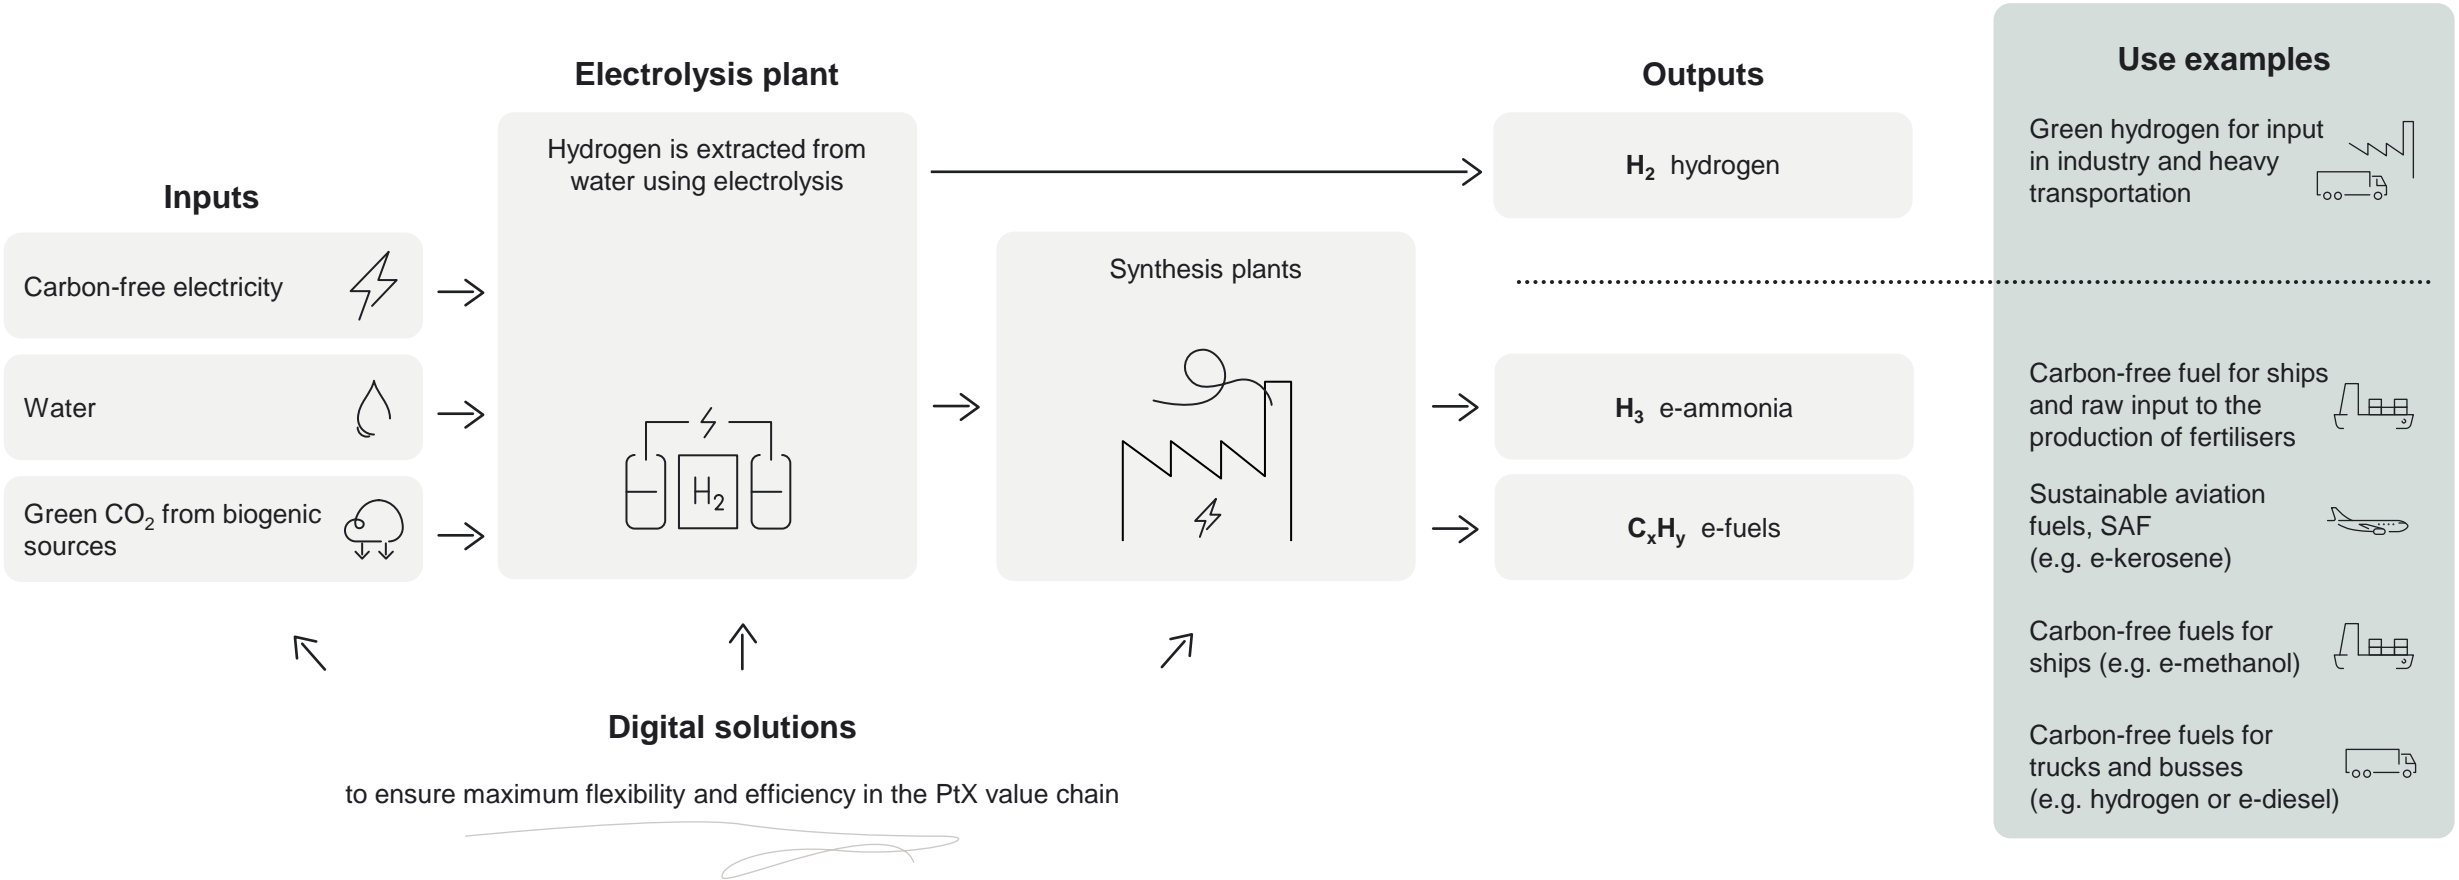 Inputs
Carbon-free electricity
Water
Green CO₂ from biogenic
sources
Electrolysis plant
Hydrogen is extracted from
water using electrolysis
H₂
Synthesis plants
Outputs
H₂ hydrogen
H₃ e-ammonia
CₓHᵧ e-fuels
Use examples
Green hydrogen for input
in industry and heavy
transportation
Carbon-free fuel for ships
and raw input to the
production of fertilisers
Sustainable aviation
fuels, SAF
(e.g. e-kerosene)
Carbon-free fuels for
ships (e.g. e-methanol)
Carbon-free fuels for
trucks and busses
(e.g. hydrogen or e-diesel)
Digital solutions
to ensure maximum flexibility and efficiency in the PtX value chain